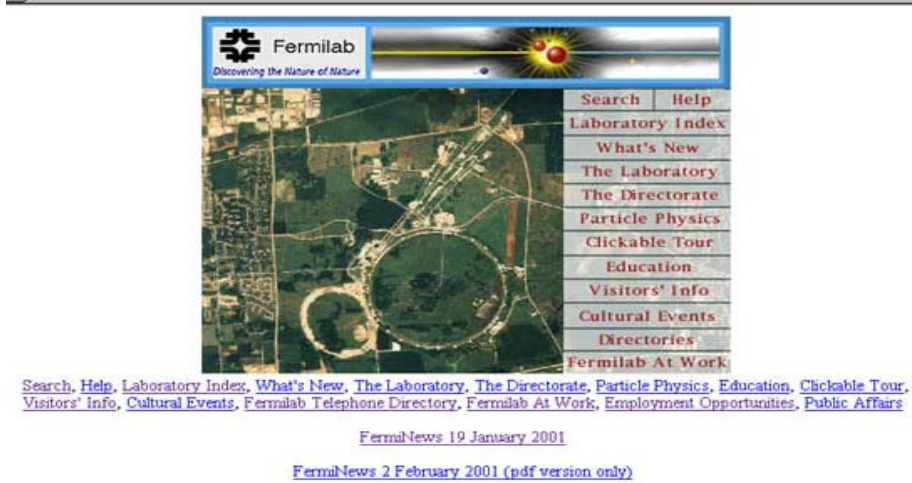 Fermilab
Discovering the Nature of Nature
Search Help
Laboratory Index
What's New
The Laboratory
The Directorate
Particle Physics
Clickable Tour
Education
Visitors' Info
Cultural Events
Directories
Fermilab At Work
Search, Help, Laboratory Index, What's New, The Laboratory, The Directorate, Particle Physics, Education, Clickable Tour,
Visitors' Info, Cultural Events, Fermilab Telephone Directory, Fermilab At Work, Employment Opportunities, Public Affairs
FermiNews 19 January 2001
FermiNews 2 February 2001 (pdf version only)